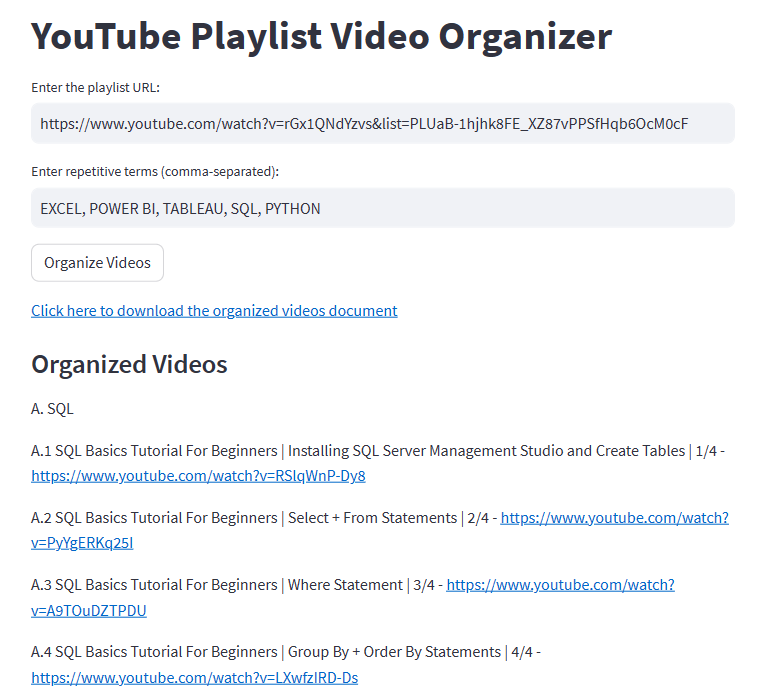 YouTube Playlist Video Organizer
Enter the playlist URL:
https://www.youtube.com/watch?v=rGx1QNdYzvs&list=PLUaB-1hjhk8FE_XZ87vPPSfHqb6OcM0cF
Enter repetitive terms (comma-separated):
EXCEL, POWER BI, TABLEAU, SQL, PYTHON
Organize Videos
Click here to download the organized videos document
Organized Videos
A. SQL
A.1 SQL Basics Tutorial For Beginners | Installing SQL Server Management Studio and Create Tables | 1/4 -
https://www.youtube.com/watch?v=RSlqWnP-Dy8
A.2 SQL Basics Tutorial For Beginners | Select + From Statements | 2/4 - https://www.youtube.com/watch?
v=PyYgERKq25I
A.3 SQL Basics Tutorial For Beginners | Where Statement | 3/4 - https://www.youtube.com/watch?
v=A9TOuDZTPDU
A.4 SQL Basics Tutorial For Beginners | Group By + Order By Statements | 4/4 -
https://www.youtube.com/watch?v=LXwfzIRD-Ds